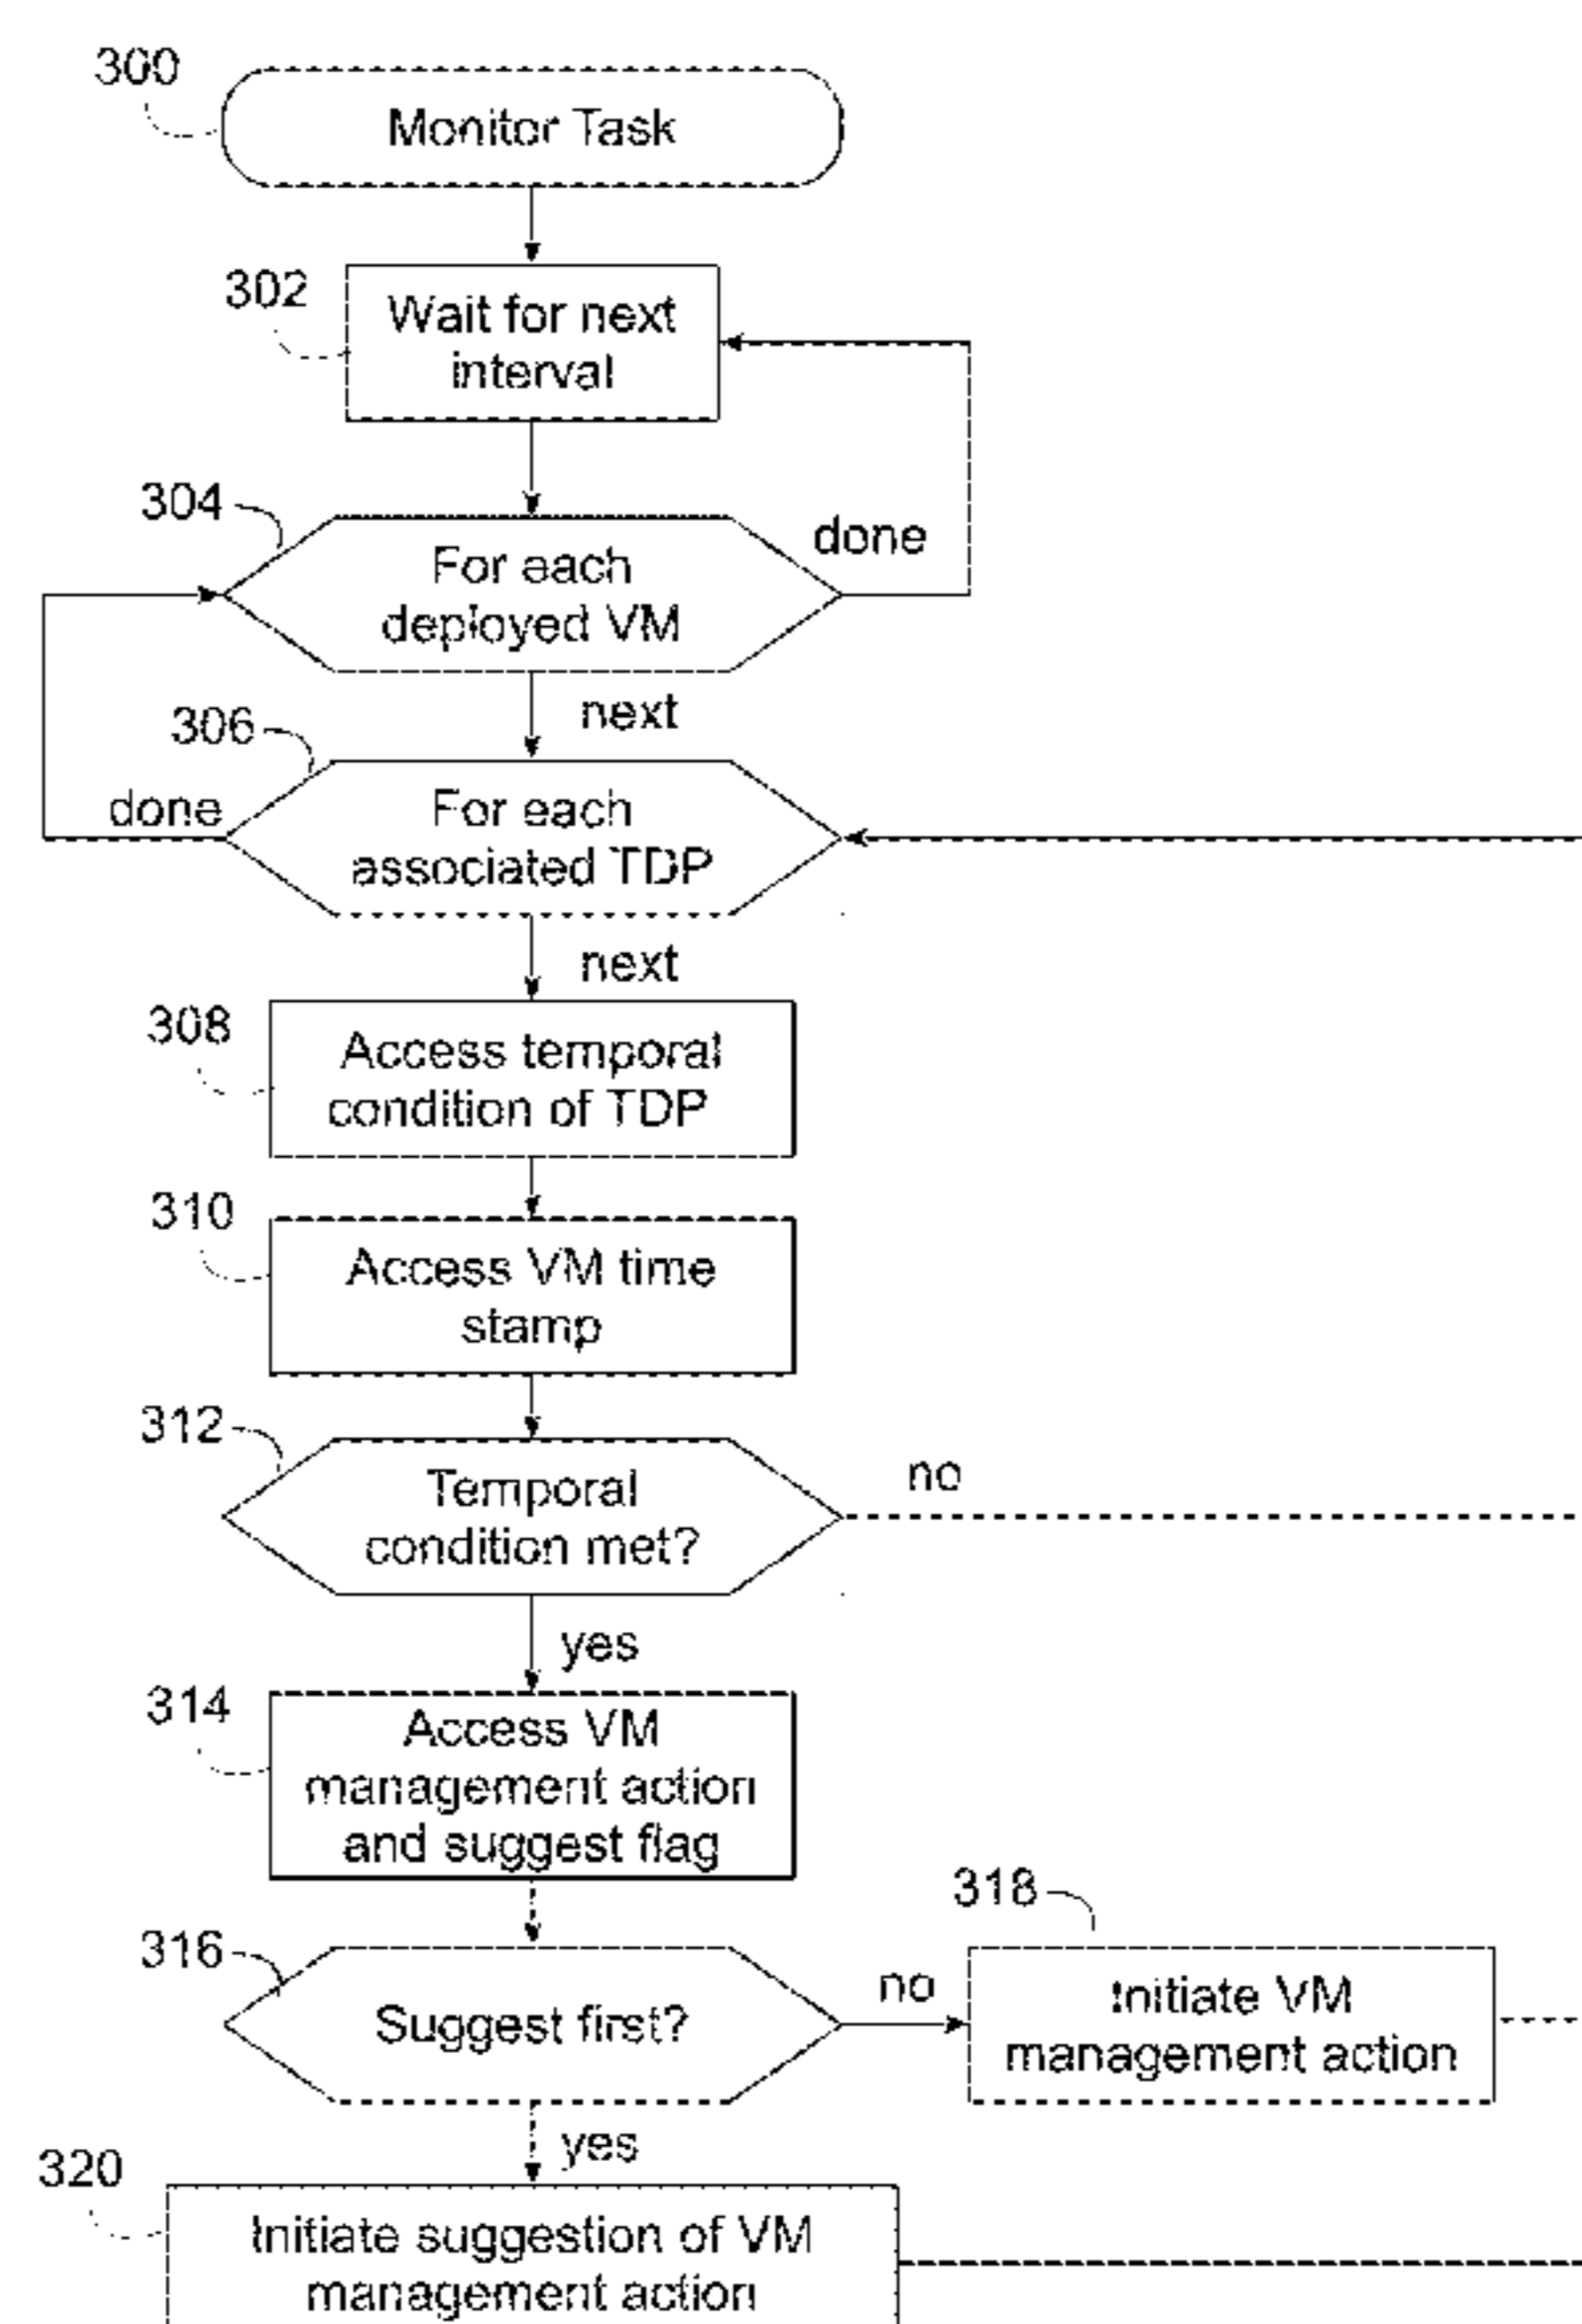 300
Monitor Task
302
Wait for next
interval
304
For each
deployed VM
done
next
306
done
For each
associated TDP
next
308
Access temporal
condition of TDP
310
Access VM time
stamp
312
Temporal
condition met?
no
yes
314
Access VM
management action
and suggest flag
316
Suggest first?
no
318
Initiate VM
management action
yes
320
Initiate suggestion of VM
management action